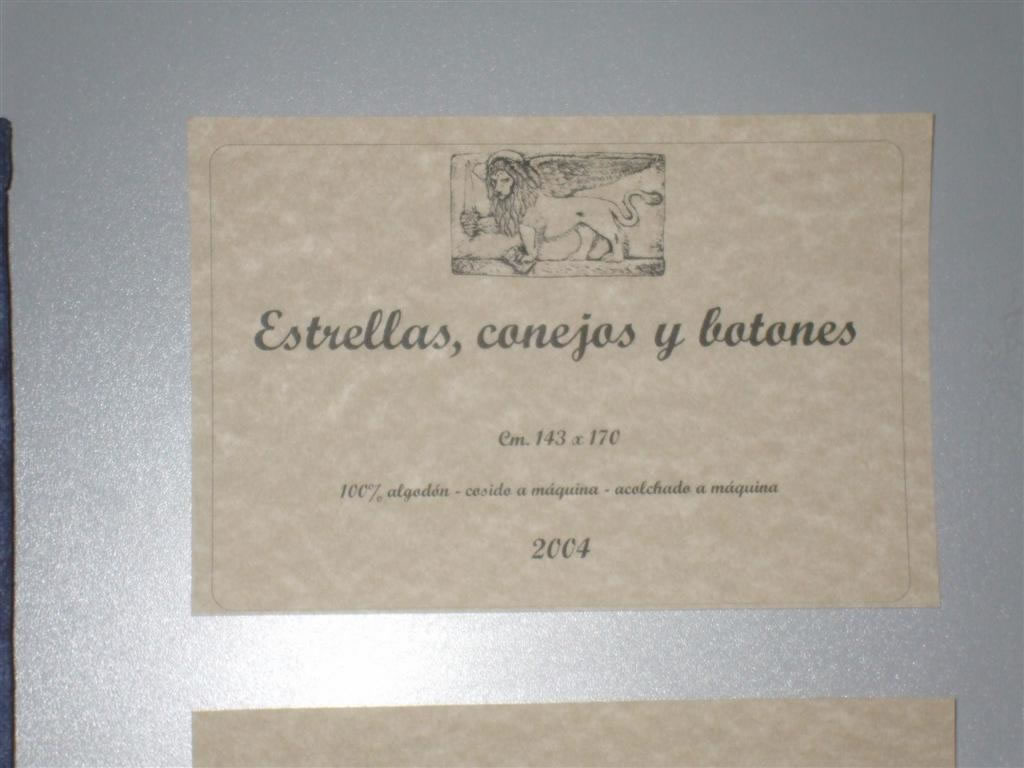 Estrellas, conejos y botones
Cm. 143 x 170
100% algodón - cosido a máquina - acolchado a máquina
2004